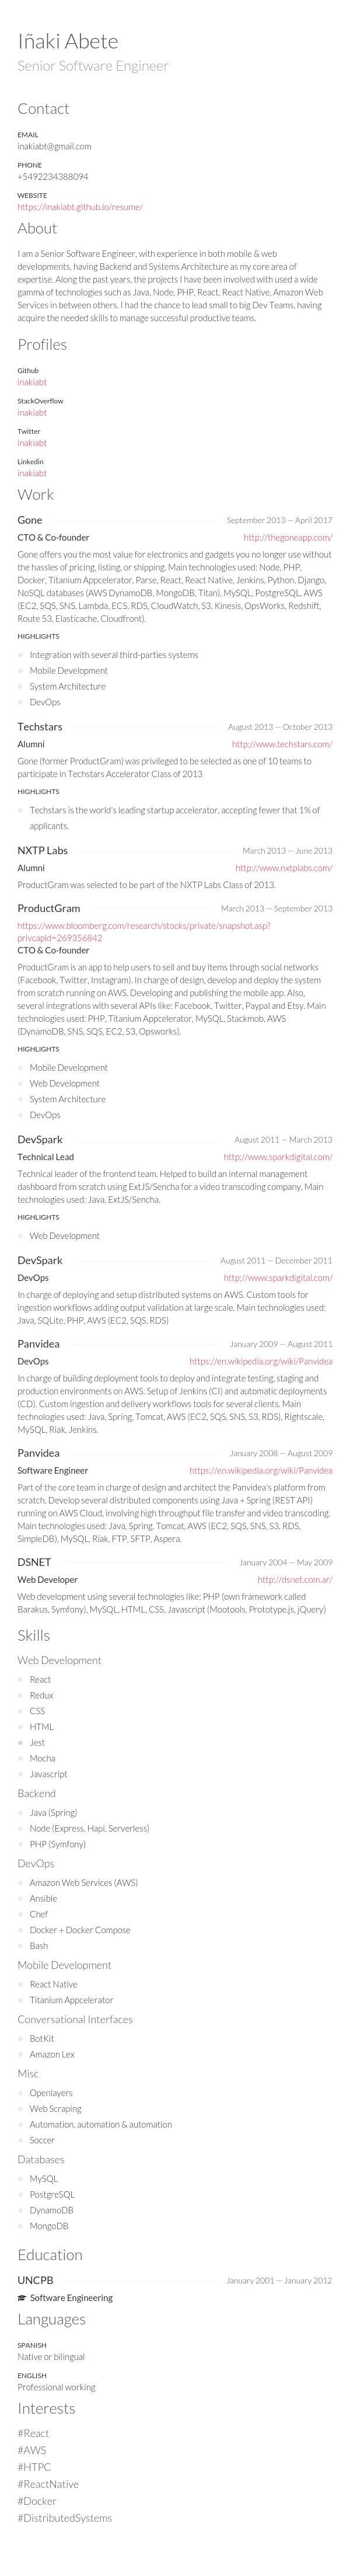 Iñaki Abete
Senior Software Engineer
Contact
EMAIL
inakiabt@gmail.com
PHONE
+5492234388094
WEBSITE
https://inakiabt.github.io/resume/
About
I am a Senior Software Engineer, with experience in both mobile & web
developments, having Backend and Systems Architecture as my core area of
expertise. Along the past years, the projects I have been involved with used a wide
gamma of technologies such as Java, Node, PHP, React, React Native, Amazon Web
Services in between others. I had the chance to lead small to big Dev Teams, having
acquire the needed skills to manage successful productive teams.
Profiles
Github
inakiabt
StackOverflow
inakiabt
Twitter
inakiabt
Linkedin
inakiabt
Work
Gone September 2013 — April 2017
CTO & Co-founder http://thegoneapp.com/
Gone offers you the most value for electronics and gadgets you no longer use without
the hassles of pricing, listing, or shipping. Main technologies used: Node, PHP,
Docker, Titanium Appcelerator, Parse, React, React Native, Jenkins, Python, Django,
NoSQL databases (AWS DynamoDB, MongoDB, Titan), MySQL, PostgreSQL, AWS
(EC2, SQS, SNS, Lambda, ECS, RDS, CloudWatch, S3, Kinesis, OpsWorks, Redshift,
Route 53, Elasticache, Cloudfront).
HIGHLIGHTS
Integration with several third-parties systems
Mobile Development
System Architecture
DevOps
Techstars August 2013 — October 2013
Alumni http://www.techstars.com/
Gone (former ProductGram) was privileged to be selected as one of 10 teams to
participate in Techstars Accelerator Class of 2013
HIGHLIGHTS
Techstars is the world's leading startup accelerator, accepting fewer that 1% of
applicants.
NXTP Labs March 2013 — June 2013
Alumni http://www.nxtplabs.com/
ProductGram was selected to be part of the NXTP Labs Class of 2013.
ProductGram March 2013 — September 2013
https://www.bloomberg.com/research/stocks/private/snapshot.asp?
privcapid=269356842
CTO & Co-founder
ProductGram is an app to help users to sell and buy items through social networks
(Facebook, Twitter, Instagram). In charge of design, develop and deploy the system
from scratch running on AWS. Developing and publishing the mobile app. Also,
several integrations with several APIs like: Facebook, Twitter, Paypal and Etsy. Main
technologies used: PHP, Titanium Appcelerator, MySQL, Stackmob, AWS
(DynamoDB, SNS, SQS, EC2, S3, Opsworks).
HIGHLIGHTS
Mobile Development
Web Development
System Architecture
DevOps
DevSpark August 2011 — March 2013
Technical Lead http://www.sparkdigital.com/
Technical leader of the frontend team. Helped to build an internal management
dashboard from scratch using ExtJS/Sencha for a video transcoding company. Main
technologies used: Java, ExtJS/Sencha.
HIGHLIGHTS
Web Development
DevSpark August 2011 — December 2011
DevOps http://www.sparkdigital.com/
In charge of deploying and setup distributed systems on AWS. Custom tools for
ingestion workflows adding output validation at large scale. Main technologies used:
Java, SQLite, PHP, AWS (EC2, SQS, RDS)
Panvidea January 2009 — August 2011
DevOps https://en.wikipedia.org/wiki/Panvidea
In charge of building deployment tools to deploy and integrate testing, staging and
production environments on AWS. Setup of Jenkins (CI) and automatic deployments
(CD). Custom ingestion and delivery workflows tools for several clients. Main
technologies used: Java, Spring, Tomcat, AWS (EC2, SQS, SNS, S3, RDS), Rightscale,
MySQL, Riak, Jenkins.
Panvidea January 2008 — August 2009
Software Engineer https://en.wikipedia.org/wiki/Panvidea
Part of the core team in charge of design and architect the Panvidea's platform from
scratch. Develop several distributed components using Java + Spring (REST API)
running on AWS Cloud, involving high throughput file transfer and video transcoding.
Main technologies used: Java, Spring, Tomcat, AWS (EC2, SQS, SNS, S3, RDS,
SimpleDB), MySQL, Riak, FTP, SFTP, Aspera.
DSNET January 2004 — May 2009
Web Developer http://dsnet.com.ar/
Web development using several technologies like: PHP (own framework called
Barakus, Symfony), MySQL, HTML, CSS, Javascript (Mootools, Prototype.js, jQuery)
Skills
Web Development
React
Redux
CSS
HTML
Jest
Mocha
Javascript
Backend
Java (Spring)
Node (Express, Hapi, Serverless)
PHP (Symfony)
DevOps
Amazon Web Services (AWS)
Ansible
Chef
Docker + Docker Compose
Bash
Mobile Development
React Native
Titanium Appcelerator
Conversational Interfaces
BotKit
Amazon Lex
Misc
Openlayers
Web Scraping
Automation, automation & automation
Soccer
Databases
MySQL
PostgreSQL
DynamoDB
MongoDB
Education
UNCPB January 2001 — January 2012
Software Engineering
Languages
SPANISH
Native or bilingual
ENGLISH
Professional working
Interests
#React
#AWS
#HTPC
#ReactNative
#Docker
#DistributedSystems